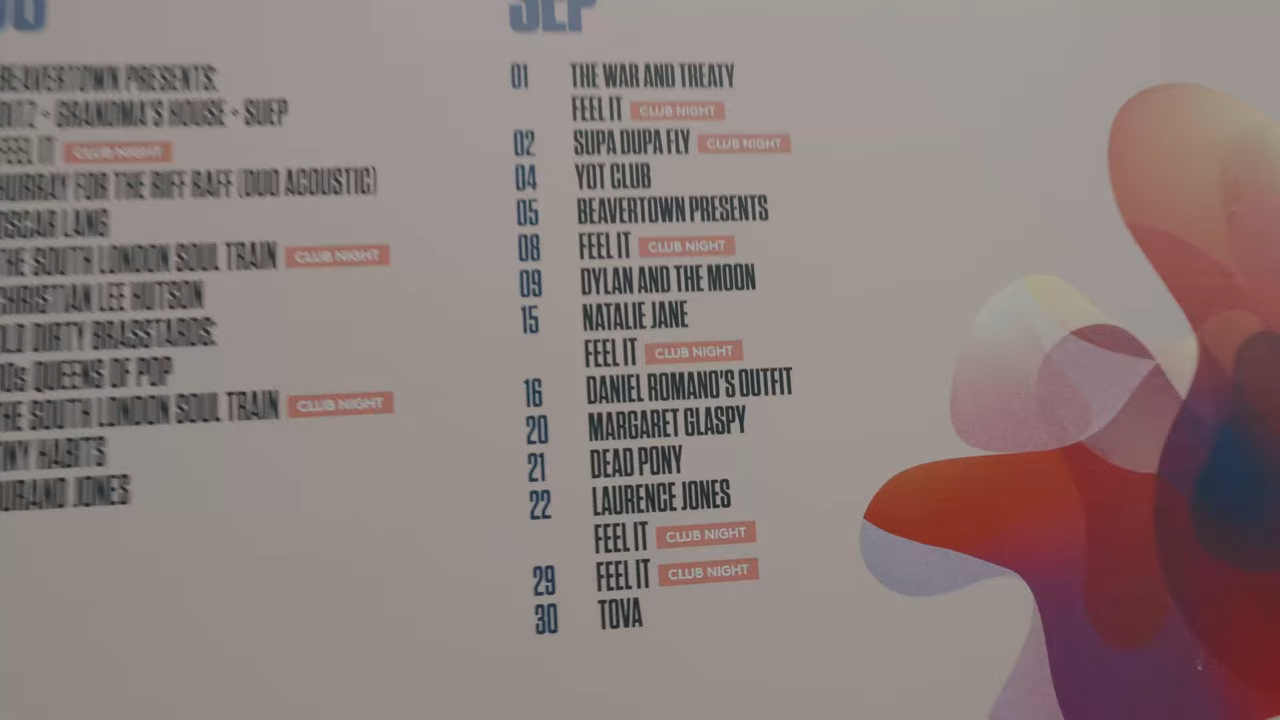 SEP
BEAVERTOWN PRESENTS:
GRANDMA'S HOUSE • SUEP
FEEL IT CLUB NIGHT
HURRAY FOR THE RIFF RAFF (DUO ACOUSTIC)
OSCAR LANG
THE SOUTH LONDON SOUL TRAIN CLUB NIGHT
CHRISTIAN LEE HUTSON
OLD DIRTY BRASSTARDS:
QUEENS OF POP
THE SOUTH LONDON SOUL TRAIN CLUB NIGHT
HABITS
JONES
01 THE WAR AND TREATY
FEEL IT CLUB NIGHT
02 SUPA DUPA FLY CLUB NIGHT
04 YOT CLUB
05 BEAVERTOWN PRESENTS
08 FEEL IT CLUB NIGHT
09 DYLAN AND THE MOON
15 NATALIE JANE
FEEL IT CLUB NIGHT
16 DANIEL ROMANO'S OUTFIT
20 MARGARET GLASPY
21 DEAD PONY
22 LAURENCE JONES
FEEL IT CLUB NIGHT
29 FEEL IT CLUB NIGHT
30 TOVA